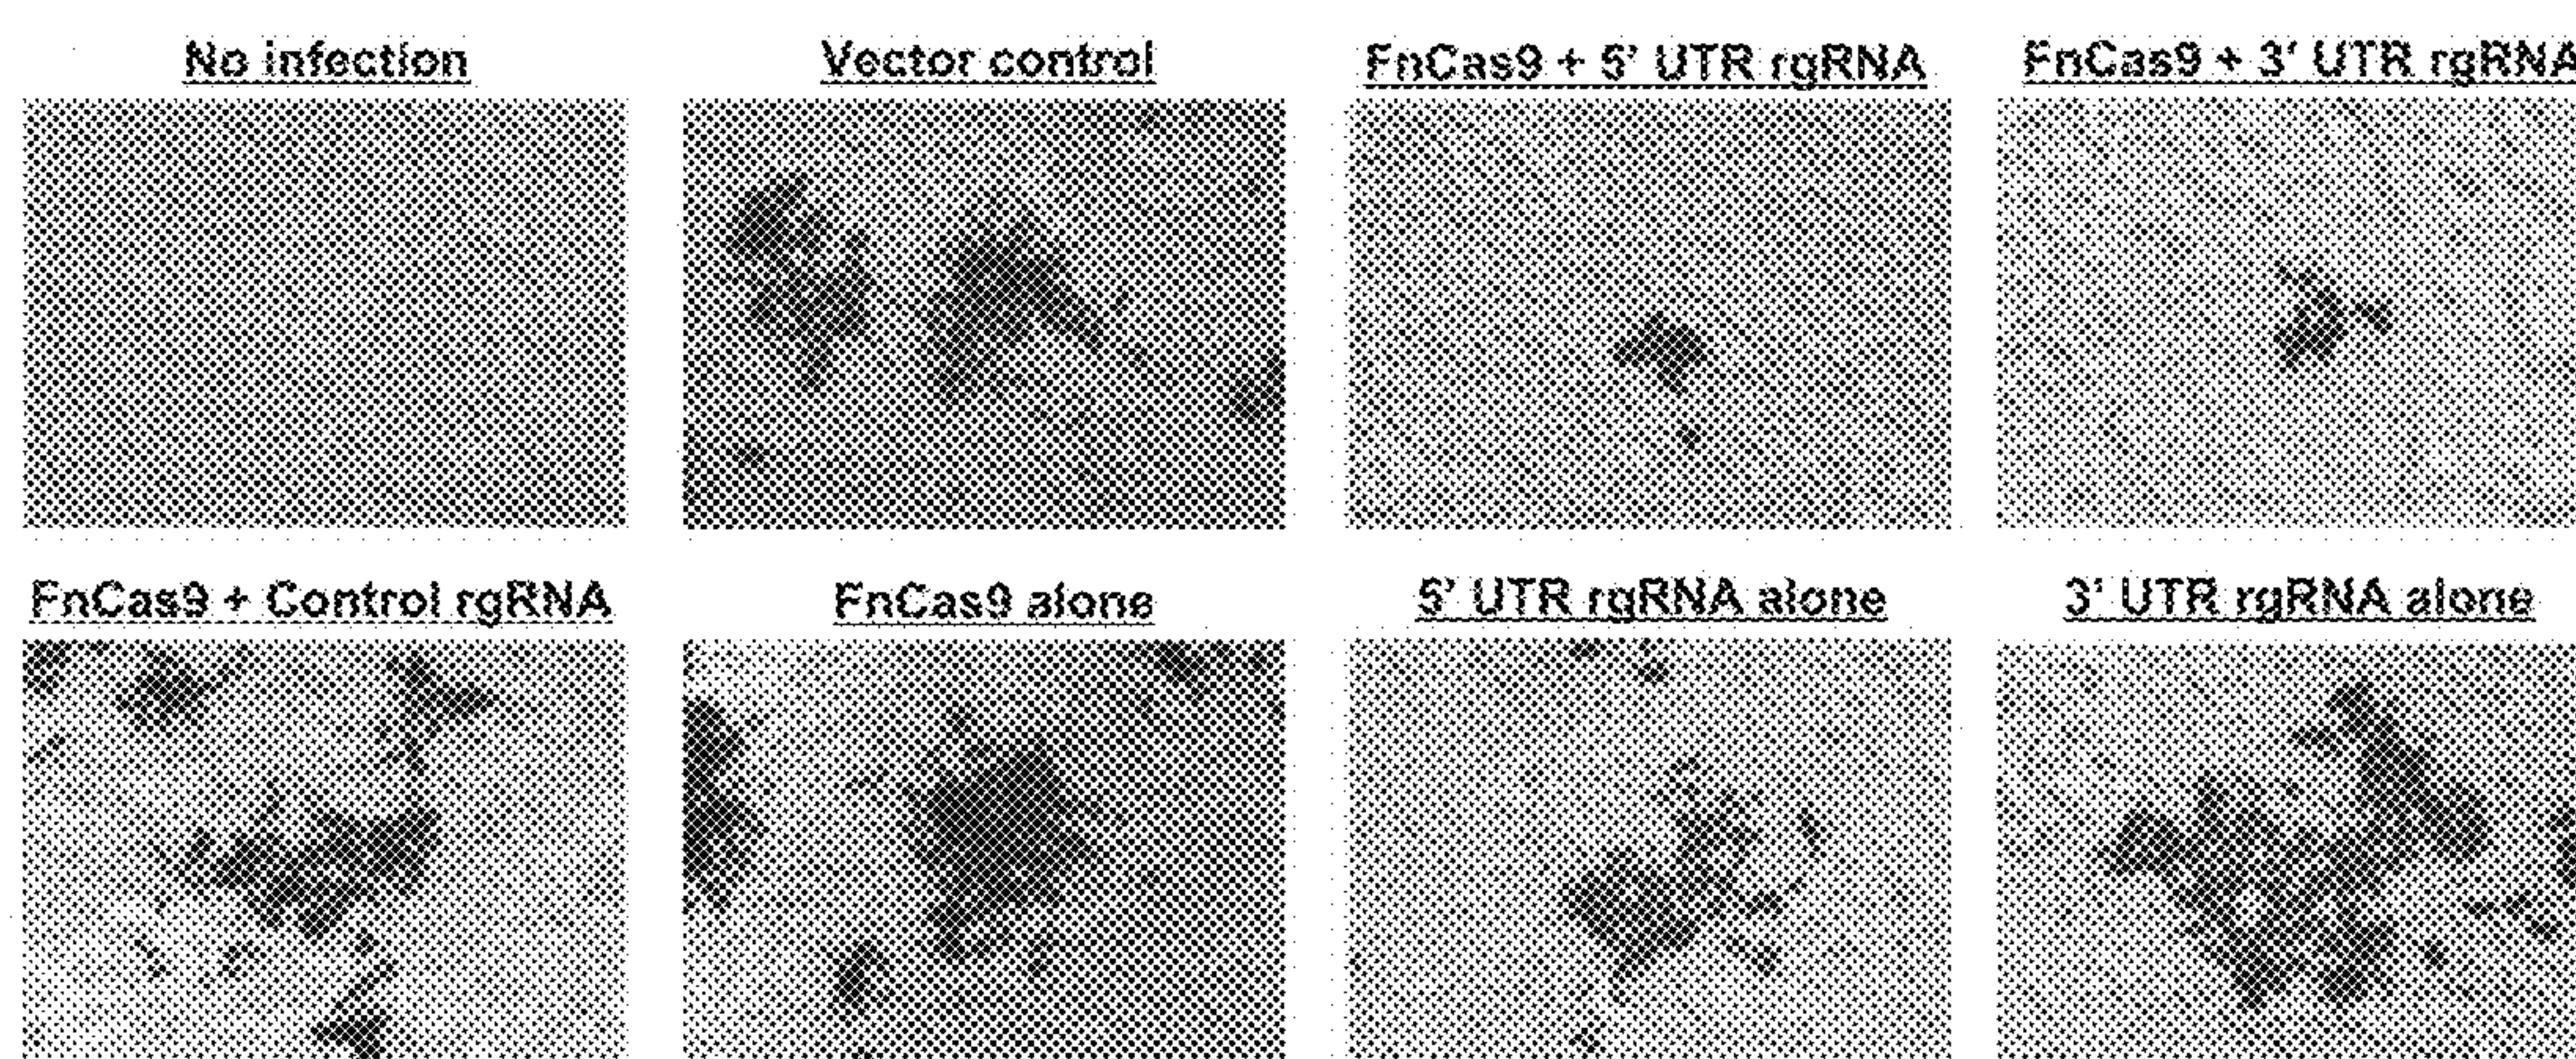 No infection
Vector control
FnCas9 + 5' UTR rgRNA
FnCas9 + 3' UTR rgRNA
FnCas9 + Control rgRNA
FnCas9 alone
5' UTR rgRNA alone
3' UTR rgRNA alone